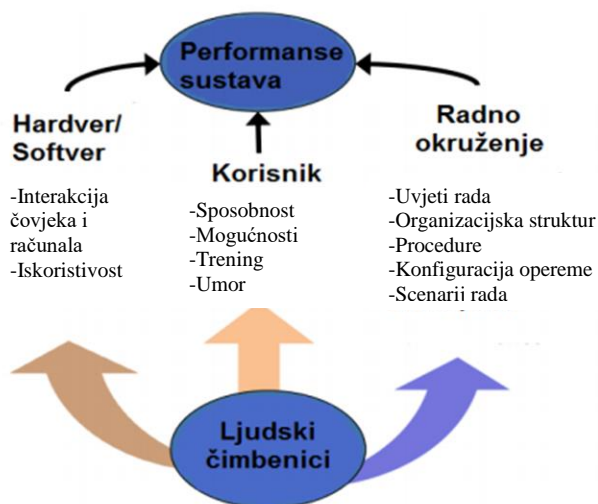 Performanse
sustava
Hardver/
Softver
-Interakcija
čovjeka i
računala
-Iskoristivost
Korisnik
-Sposobnost
-Mogućnosti
-Trening
-Umor
Radno
okruženje
-Uvjeti rada
-Organizacijska struktur
-Procedure
-Konfiguracija opereme
-Scenarij rada
Ljudski
čimbenici